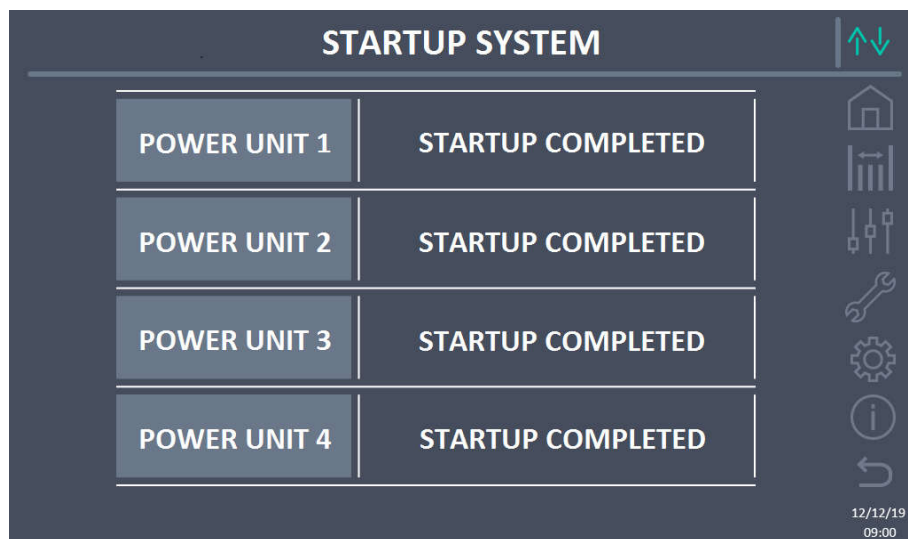 STARTUP SYSTEM
POWER UNIT 1 STARTUP COMPLETED
POWER UNIT 2 STARTUP COMPLETED
POWER UNIT 3 STARTUP COMPLETED
POWER UNIT 4 STARTUP COMPLETED
12/12/19
09:00